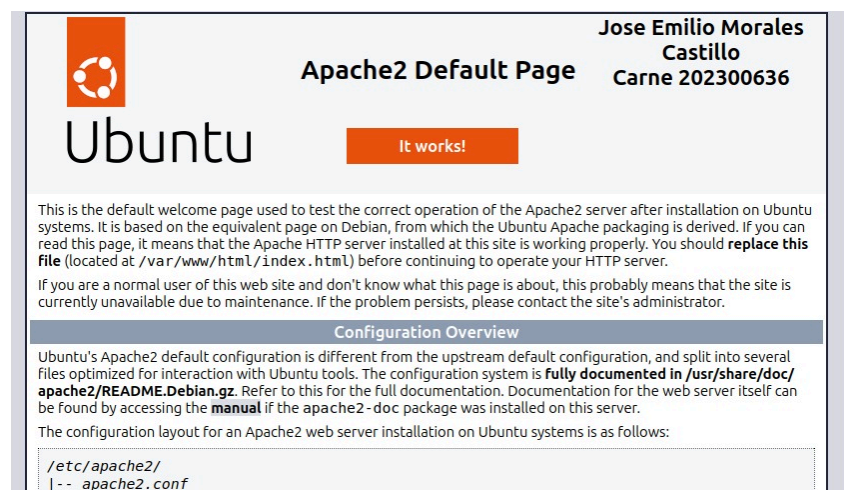 Jose Emilio Morales
Castillo
Carne 202300636
Apache2 Default Page
Ubuntu
It works!
This is the default welcome page used to test the correct operation of the Apache2 server after installation on Ubuntu
systems. It is based on the equivalent page on Debian, from which the Ubuntu Apache packaging is derived. If you can
read this page, it means that the Apache HTTP server installed at this site is working properly. You should replace this
file (located at /var/www/html/index.html) before continuing to operate your HTTP server.
If you are a normal user of this web site and don't know what this page is about, this probably means that the site is
currently unavailable due to maintenance. If the problem persists, please contact the site's administrator.
Configuration Overview
Ubuntu's Apache2 default configuration is different from the upstream default configuration, and split into several
files optimized for interaction with Ubuntu tools. The configuration system is fully documented in /usr/share/doc/
apache2/README.Debian.gz. Refer to this for the full documentation. Documentation for the web server itself can
be found by accessing the manual if the apache2-doc package was installed on this server.
The configuration layout for an Apache2 web server installation on Ubuntu systems is as follows:
/etc/apache2/
|-- apache2.conf